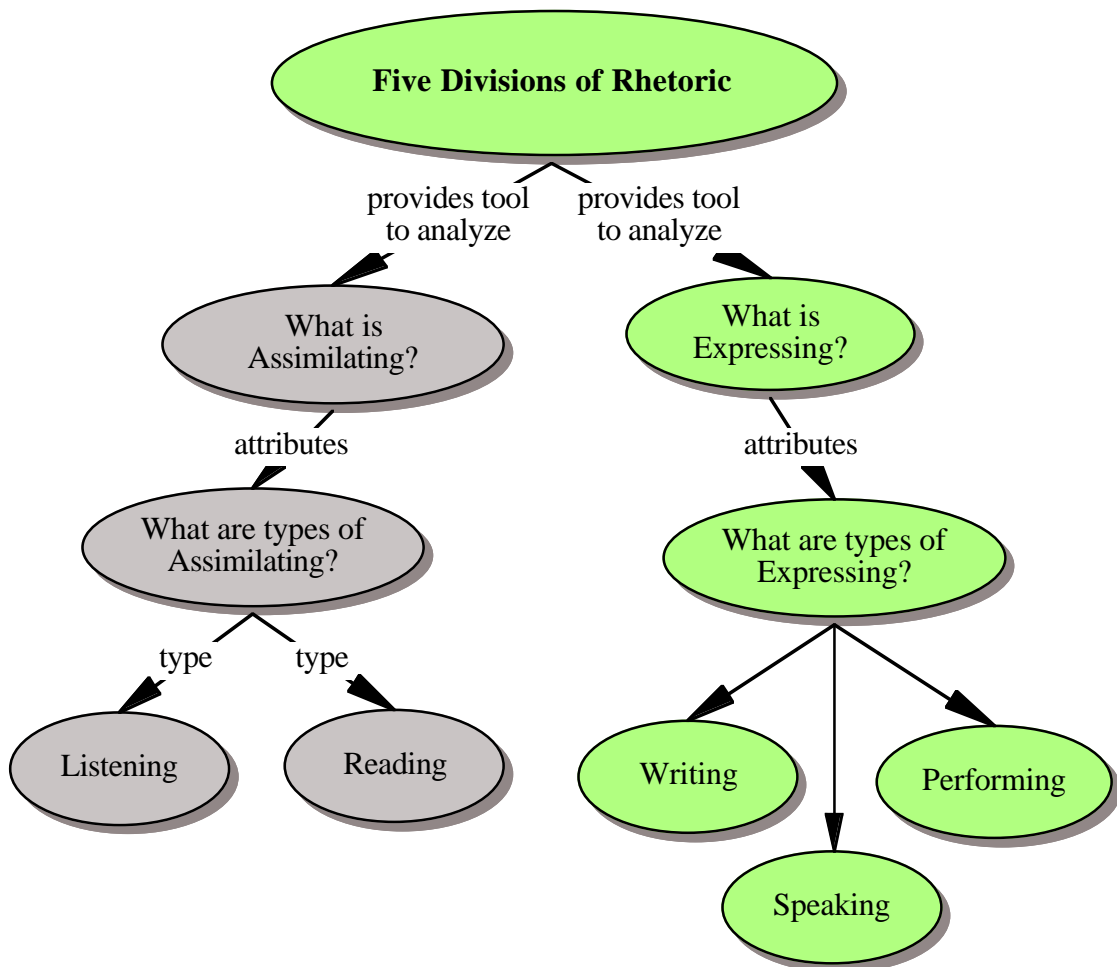 Five Divisions of Rhetoric
provides tool
to analyze
provides tool
to analyze
What is
Assimilating?
What is
Expressing?
attributes
attributes
What are types of
Assimilating?
What are types of
Expressing?
type
type
Listening
Reading
Writing
Performing
Speaking